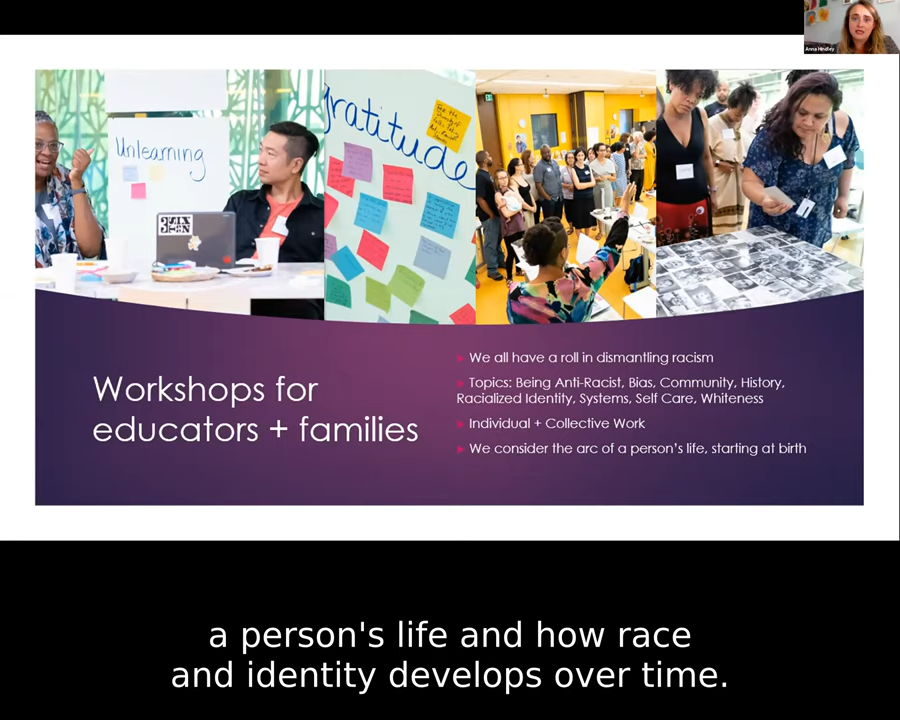 Anna Hindley
Unlearning
gratitude
Workshops for
educators + families
We all have a roll in dismantling racism
Topics: Being Anti-Racist, Bias, Community, History,
Racialized Identity, Systems, Self Care, Whiteness
Individual + Collective Work
We consider the arc of a person's life, starting at birth
a person's life and how race
and identity develops over time.